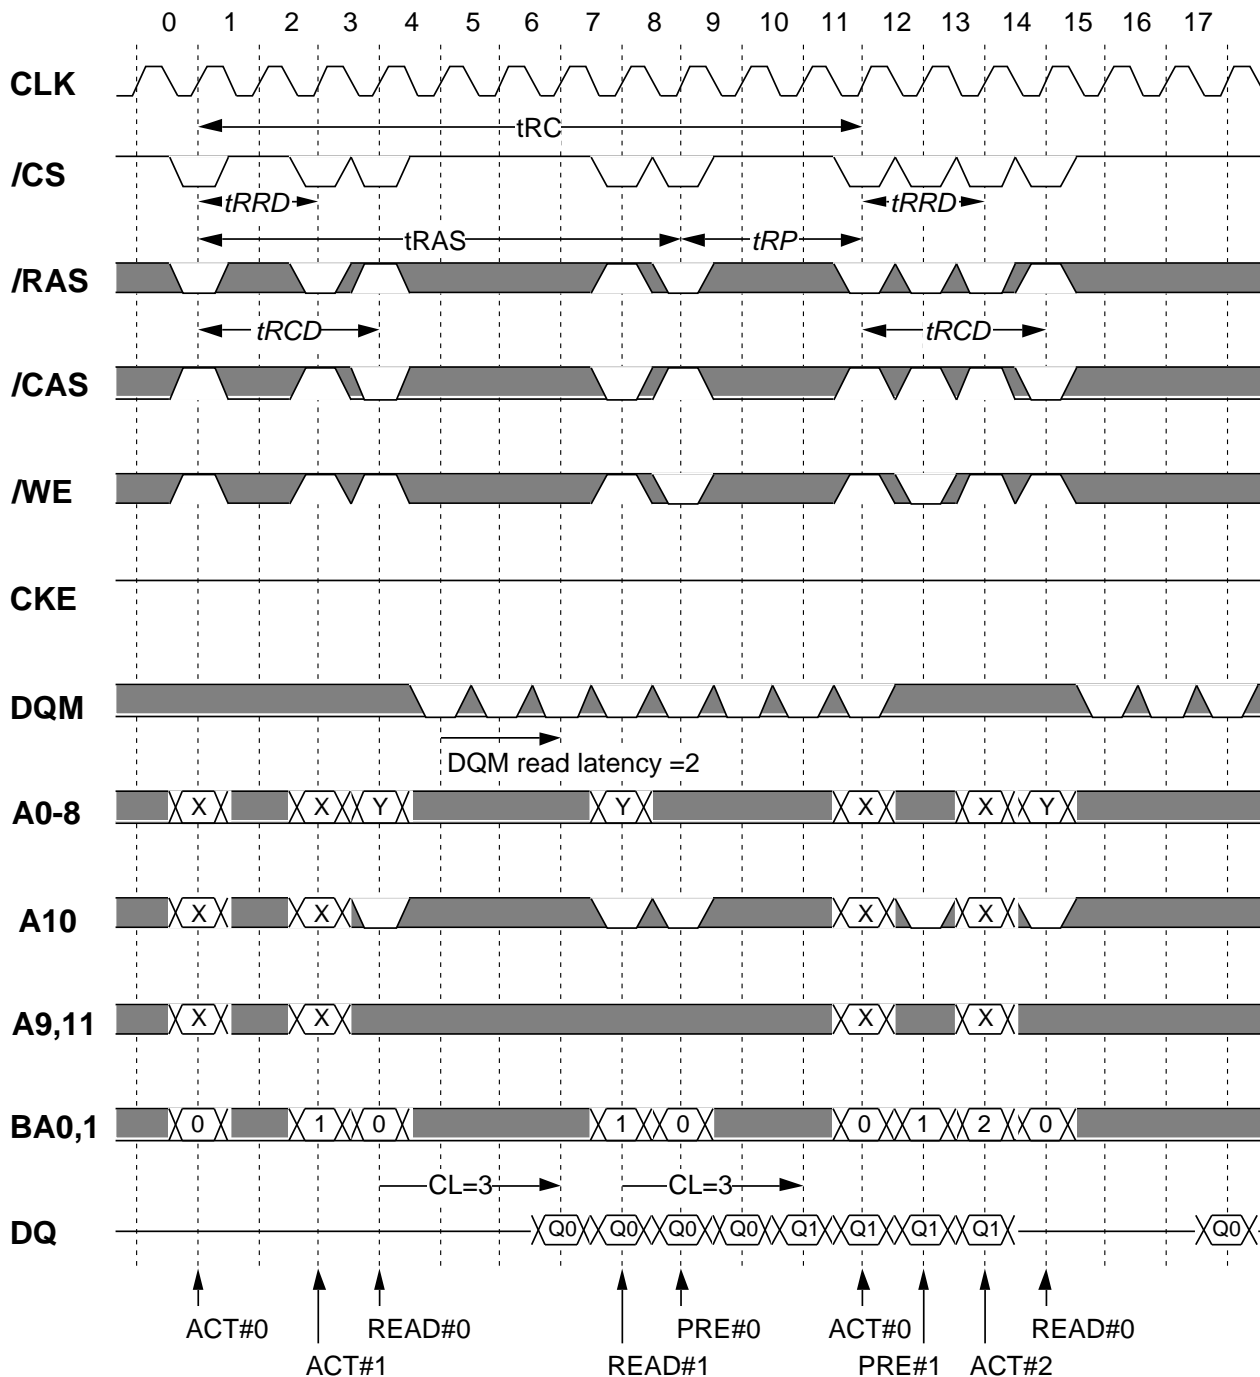 0 1 2 3 4 5 6 7 8 9 10 11 12 13 14 15 16 17
CLK
tRC
/CS
tRRD tRRD
tRAS tRP
/RAS
tRCD tRCD
/CAS
/WE
CKE
DQM
DQM read latency =2
A0-8 X X Y Y X X Y
A10 X X X X
A9,11 X X X X
BA0,1 0 1 0 1 0 0 1 2 0
CL=3 CL=3
DQ Q0 Q0 Q0 Q0 Q1 Q1 Q1 Q1 Q0
ACT#0 READ#0 PRE#0 ACT#0 READ#0
ACT#1 READ#1 PRE#1 ACT#2